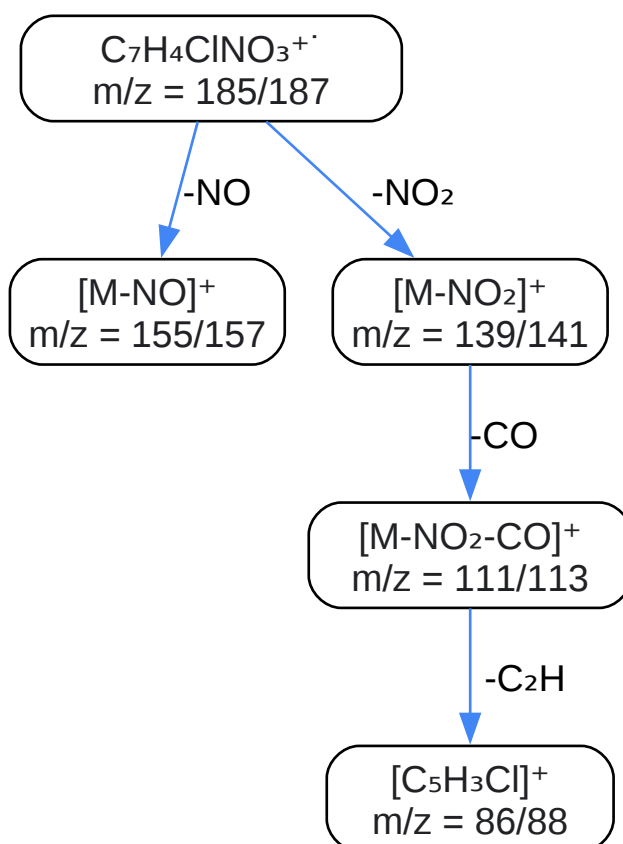 C₇H₄ClNO₃⁺˙
m/z = 185/187
-NO
-NO₂
[M-NO]⁺
m/z = 155/157
[M-NO₂]⁺
m/z = 139/141
-CO
[M-NO₂-CO]⁺
m/z = 111/113
-C₂H
[C₅H₃Cl]⁺
m/z = 86/88